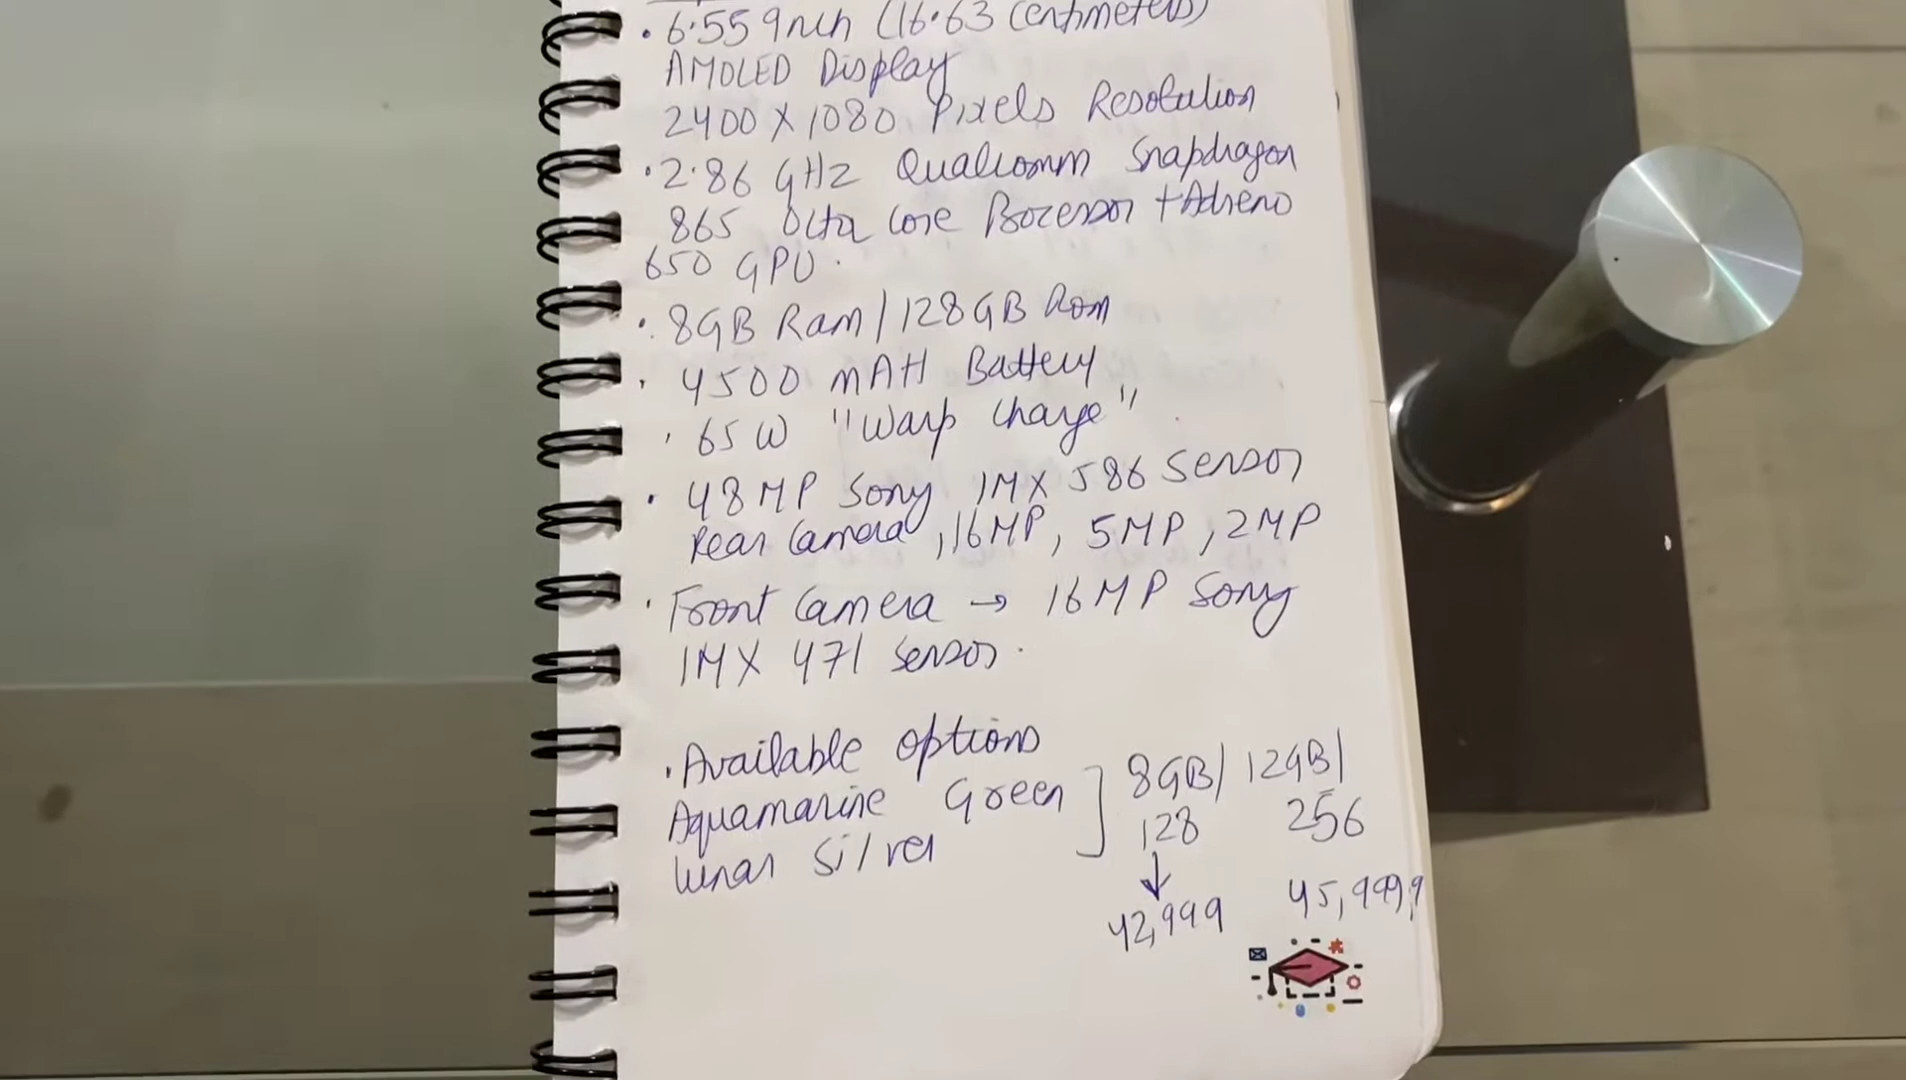 · 6.55 Inch (16.63 Centimeters)
AMOLED Display
2400 X 1080 Pixels Resolution
· 2.86 GHz Qualcomm Snapdragon
865 Octa Core Procesor + Adreno
650 GPU.
· 8GB Ram / 128GB Rom
· 4500 mAH Battery
· 65W "Warp Charge"
· 48MP Sony IMX 586 Sensor
Rear Camera, 16MP, 5MP, 2MP
· Front Camera → 16MP Sony
IMX 471 Sensor.
· Available options
Aquamarine Green ] 8GB/ 12GB/
Lunar Silver 128 256
↓
42,999 45,999,9